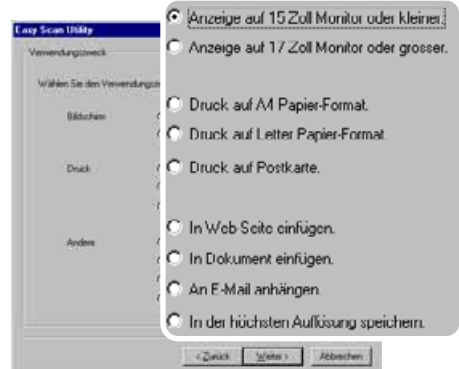 Easy Scan Utility
Verwendungszweck
Wählen Sie den Verwendungszw
Bildschirm
Anzeige auf 15 Zoll Monitor oder kleiner.
Anzeige auf 17 Zoll Monitor oder grosser.
Druck
Druck auf A4 Papier-Format.
Druck auf Letter Papier-Format.
Druck auf Postkarte.
Andere
In Web-Seite einfügen.
In Dokument einfügen.
An E-Mail anhängen.
In der höchsten Auflösung speichern.
< Zurück Weiter > Abbrechen